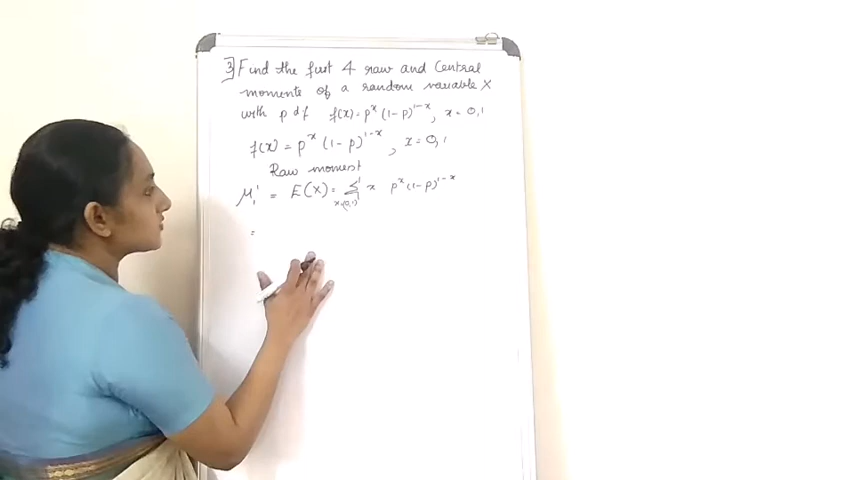 3] Find the first 4 raw and Central
moments of a random variable X
with pdf f(x) = p^x (1-p)^1-x, x = 0,1
f(x) = p^x (1-p)^1-x, x = 0,1
Raw moment
μ₁' = E(X) = Σ x p^x (1-p)^1-x
=